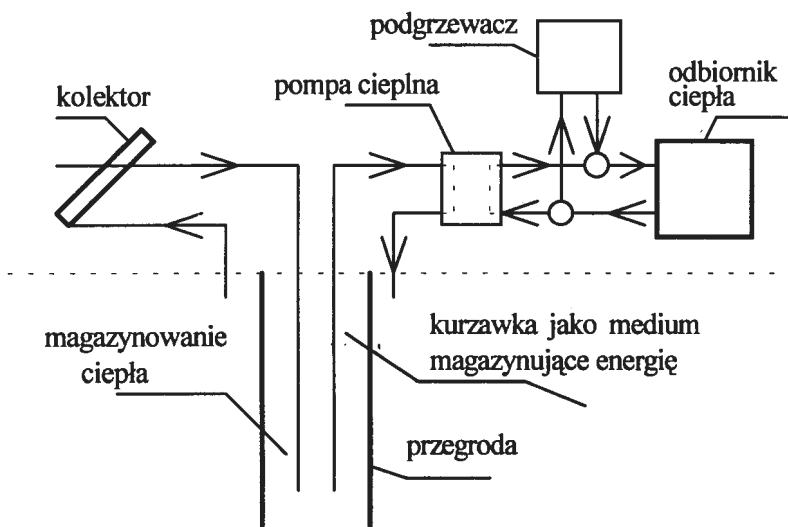 podgrzewacz
odbiornik
ciepła
pompa cieplna
kolektor
magazynowanie
ciepła
kurzawka jako medium
magazynujące energię
przegroda